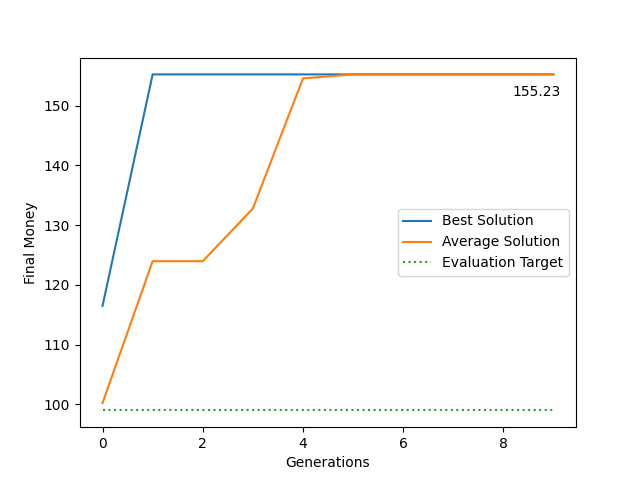 150
140
130
120
110
100
Final Money
155.23
Best Solution
Average Solution
Evaluation Target
0 2 4 6 8
Generations